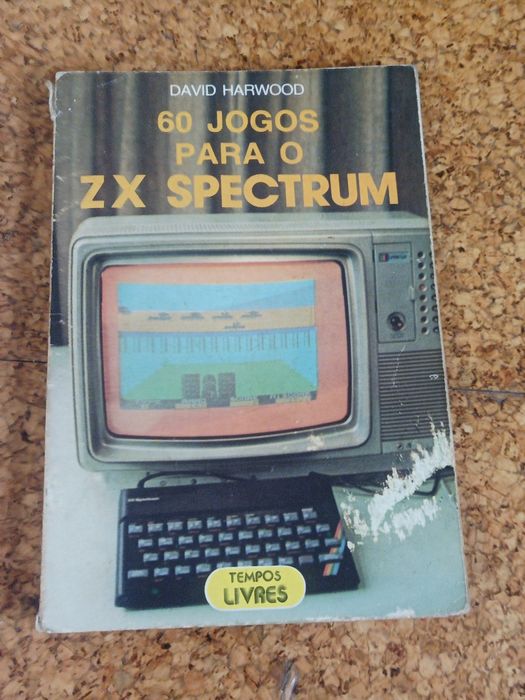 DAVID HARWOOD
60 JOGOS
PARA O
ZX SPECTRUM
TEMPOS
LIVRES